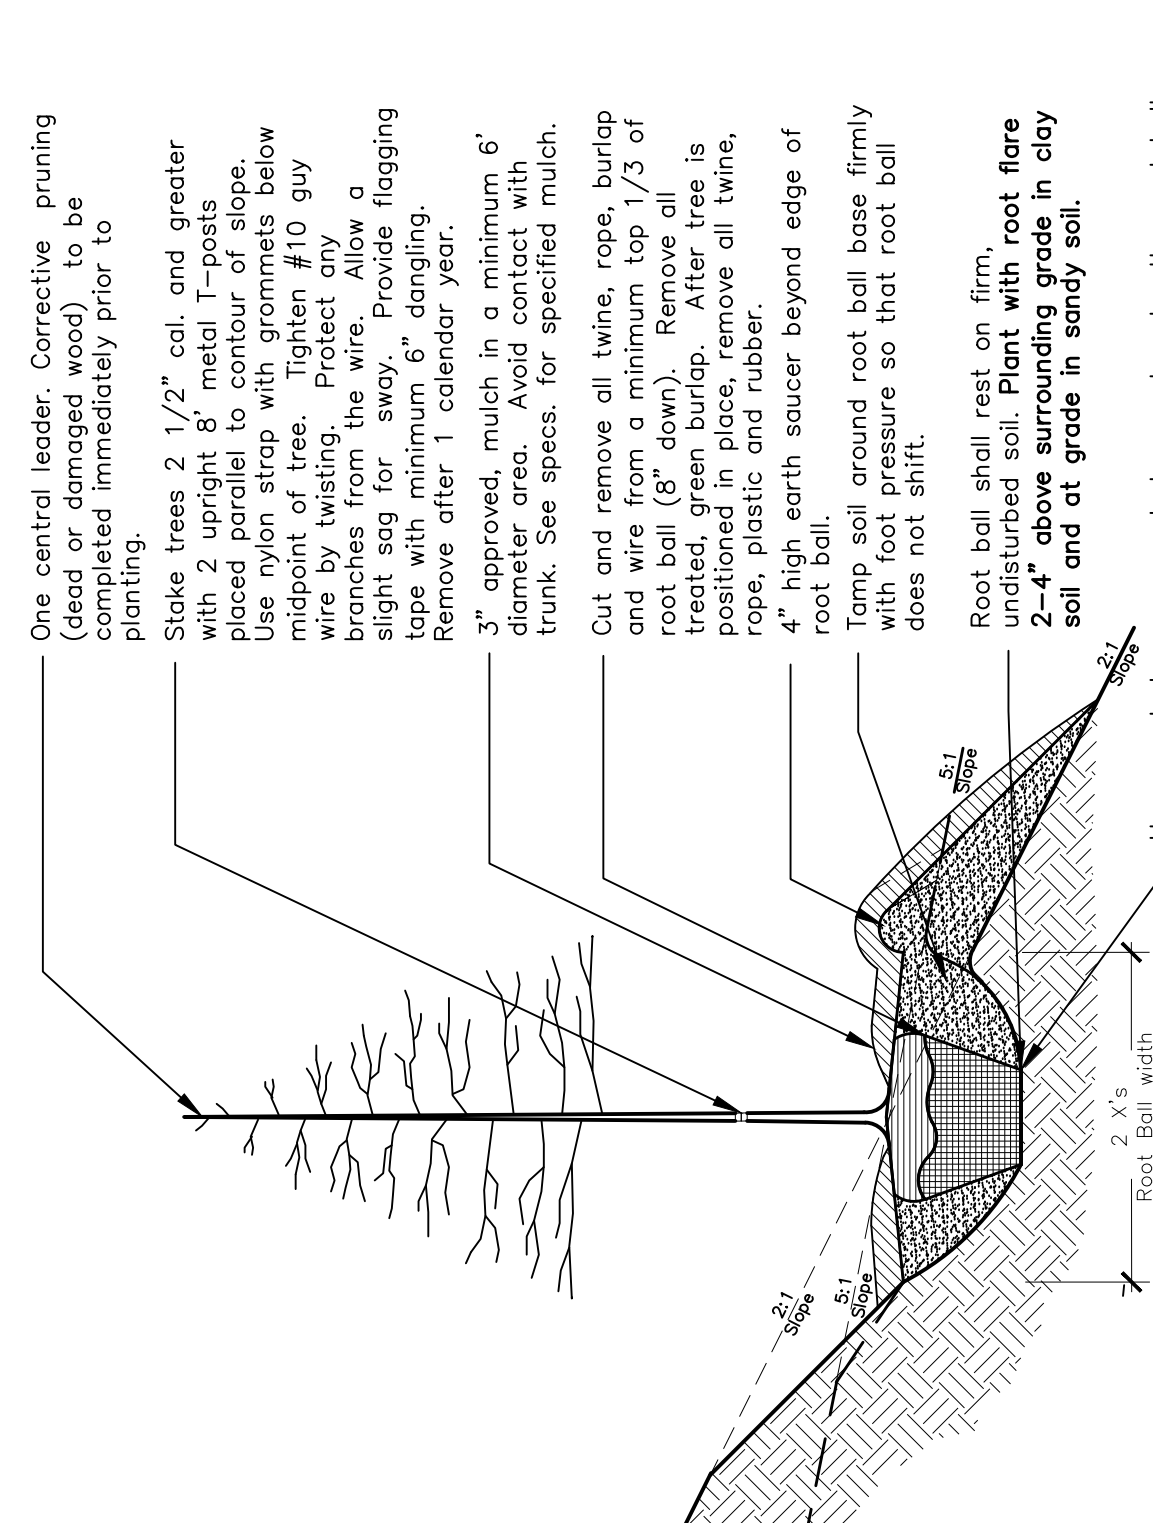 One central leader. Corrective pruning
(dead or damaged wood) to be
completed immediately prior to
planting.
Stake trees 2 1/2" cal. and greater
with 2 upright 8' metal T-posts
placed parallel to contour of slope.
Use nylon strap with grommets below
midpoint of tree. Tighten #10 guy
wire by twisting. Protect any
branches from the wire. Allow a
slight sag for sway. Provide flagging
tape with minimum 6" dangling.
Remove after 1 calendar year.
3" approved, mulch in a minimum 6'
diameter area. Avoid contact with
trunk. See specs. for specified mulch.
Cut and remove all twine, rope, burlap
and wire from a minimum top 1/3 of
root ball (8" down). Remove all
treated, green burlap. After tree is
positioned in place, remove all twine,
rope, plastic and rubber.
4" high earth saucer beyond edge of
root ball.
Tamp soil around root ball base firmly
with foot pressure so that root ball
does not shift.
Root ball shall rest on firm,
undisturbed soil. Plant with root flare
2-4" above surrounding grade in clay
soil and at grade in sandy soil.
2:1
Slope
5:1
Slope
2:1
Slope
5:1
Slope
2 X's
Root Ball width